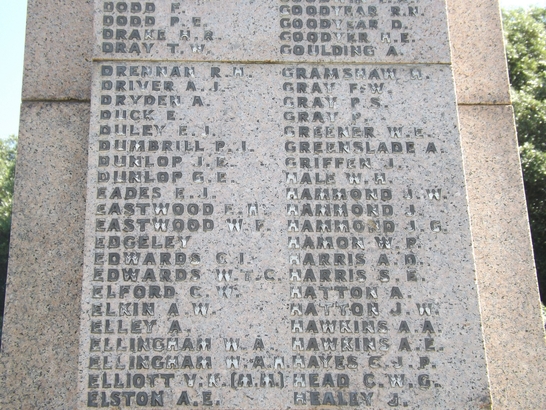 DODD E.
DODD P.
DRAKE H.R.
DRAY T.W.
DRENNAN R.M.
DRIVER A.J.
DRYDEN A.
DUCK E.
DUILEY E.J.
DUMBRILL P.J.
DUNLOP J.E.
DUNLOP G.E.
EADES E.J.
EASTWOOD F.H.
EASTWOOD W.F.
EDGELEY
EDWARDS G.J.
EDWARDS W.T.C.
ELFORD G.W.
ELKIN A.W.
ELLEY A.
ELLINGHAM W.A.
ELLINGHAM W.A.H.
ELLIOTT V.N. (M.M.)
ELSTON A.E.
GOODYEAR R.N.
GOODYEAR D.
GOODYER A.E.
GOULDING A.
GRAMSHAW G.
GRAY F.W.
GRAY P.S.
GRAY P.
GREENER W.E.
GREENSLADE A.
GRIFFEN J.
HALE W.H.
HAMMOND J.W.
HAMMOND J.
HAMMOND J.G.
HAMON W.P.
HARRIS A.D.
HARRIS S.E.
HATTON A.
HATTON J.W.
HAWKINS A.A.
HAWKINS J.
HAYES C.J.P.
HEAD C.W.G.
HEALEY J.